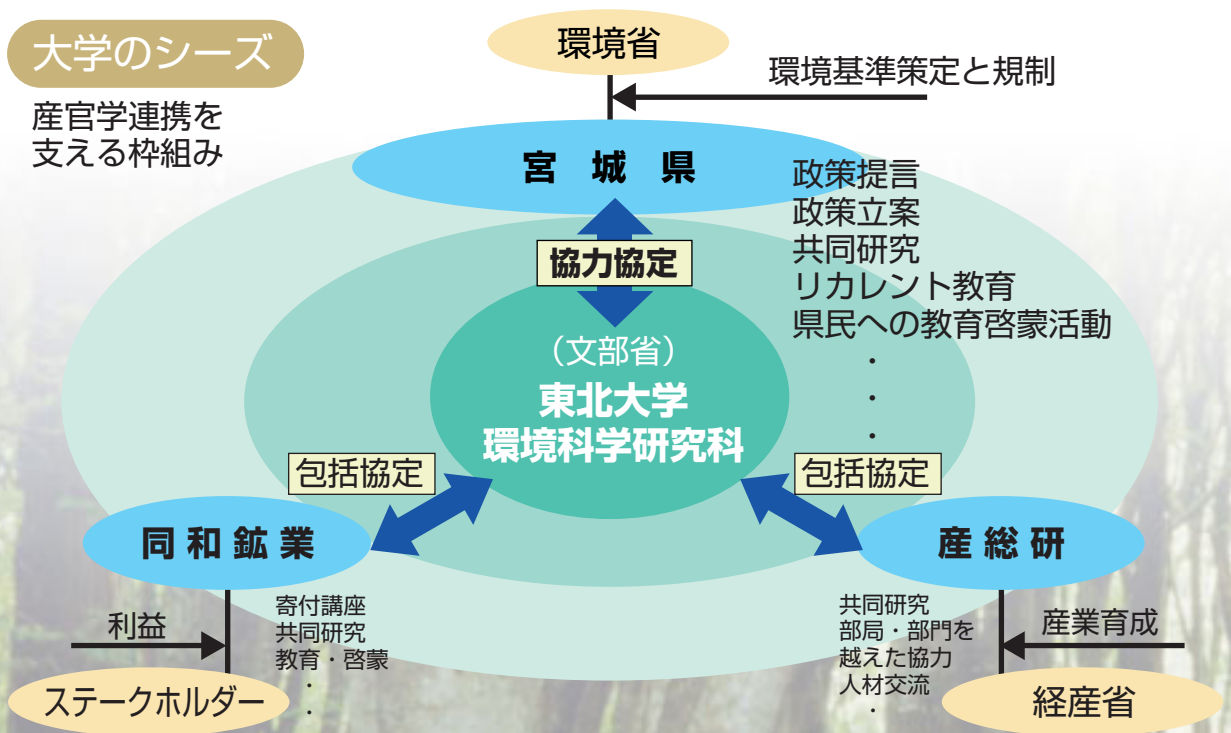 大学のシーズ
産官学連携を
支える枠組み
環境省
環境基準策定と規制
宮 城 県
政策提言
政策立案
共同研究
リカレント教育
県民への教育啓蒙活動
・
・
・
協力協定
（文部省）
東北大学
環境科学研究科
包括協定
包括協定
同 和 鉱 業
産 総 研
利益
寄付講座
共同研究
教育・啓蒙
・
・
ステークホルダー
共同研究
部局・部門を
越えた協力
人材交流
・
産業育成
経産省